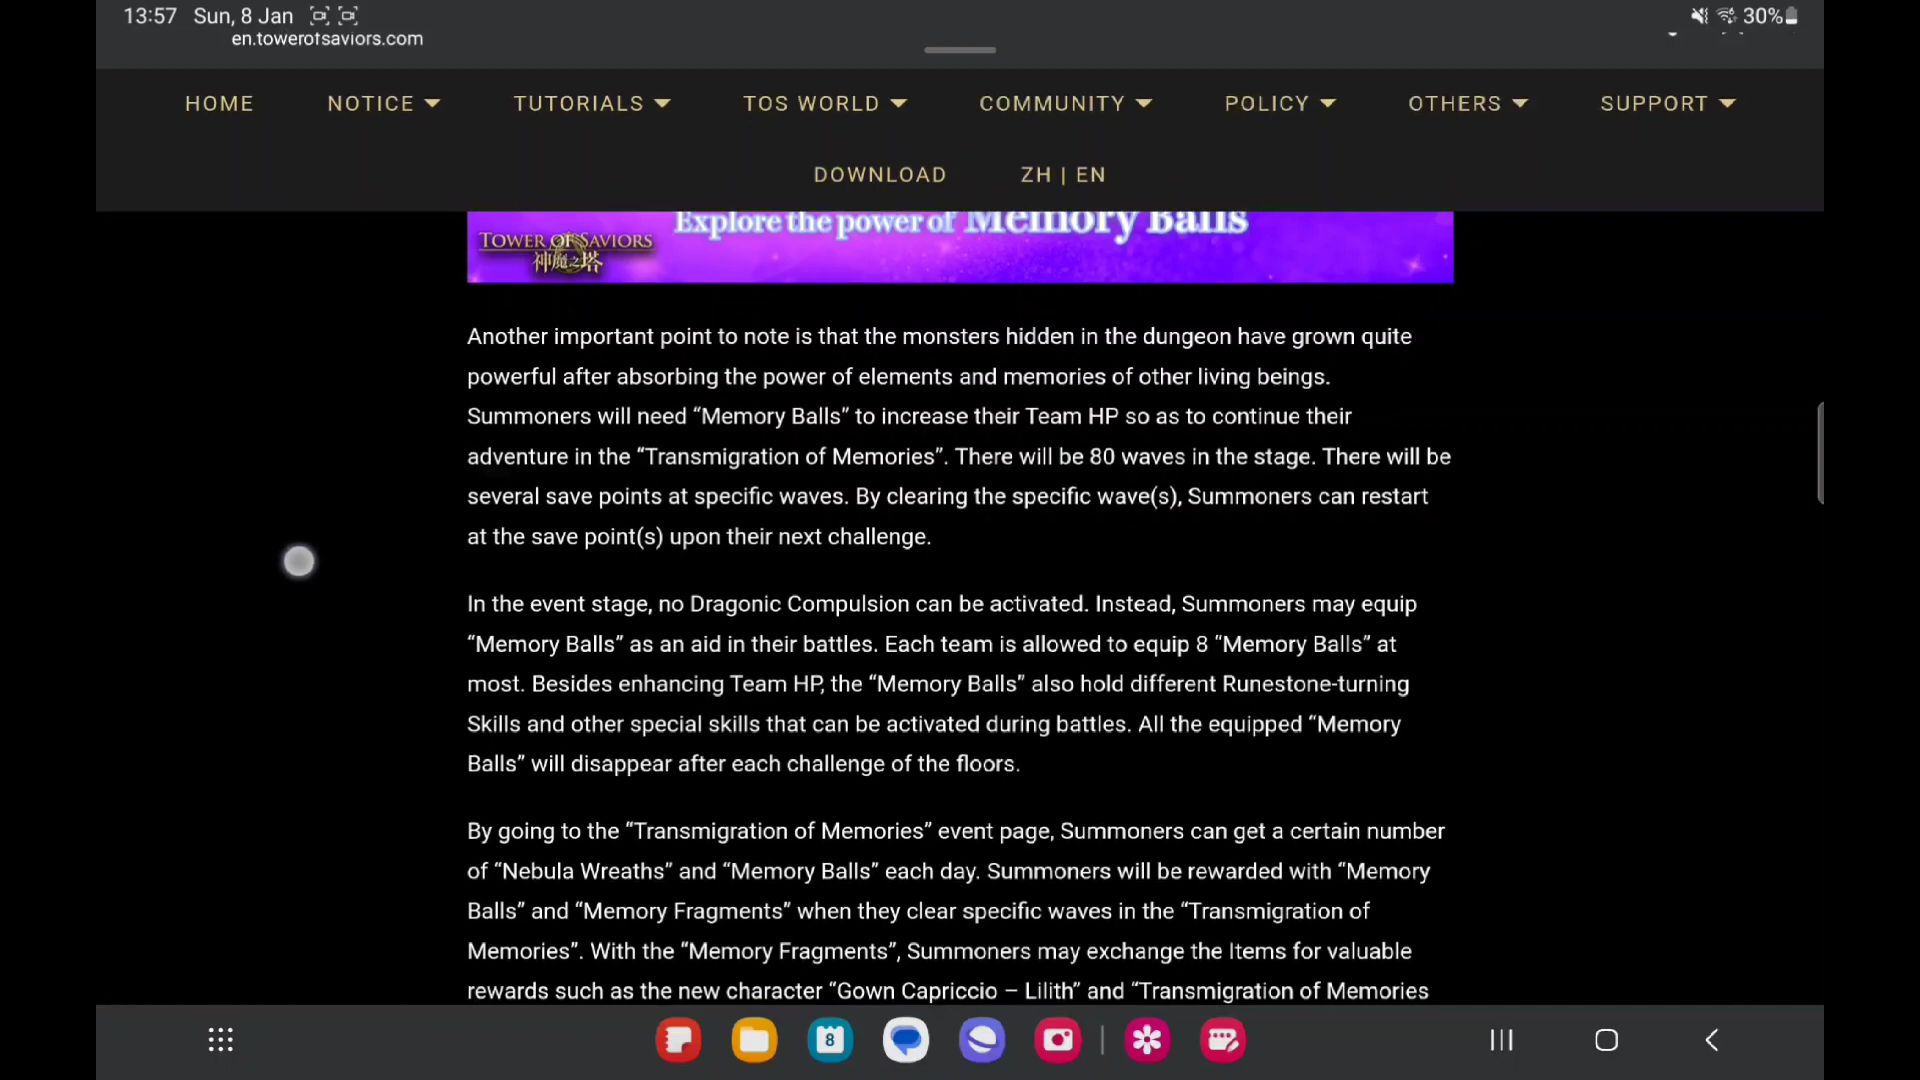 13:57 Sun, 8 Jan 30%
en.towerofsaviors.com
HOME NOTICE TUTORIALS TOS WORLD COMMUNITY POLICY OTHERS SUPPORT
DOWNLOAD ZH | EN
Explore the power of Memory Balls
TOWER OF SAVIORS
神魔之塔
Another important point to note is that the monsters hidden in the dungeon have grown quite
powerful after absorbing the power of elements and memories of other living beings.
Summoners will need “Memory Balls” to increase their Team HP so as to continue their
adventure in the “Transmigration of Memories”. There will be 80 waves in the stage. There will be
several save points at specific waves. By clearing the specific wave(s), Summoners can restart
at the save point(s) upon their next challenge.
In the event stage, no Dragonic Compulsion can be activated. Instead, Summoners may equip
“Memory Balls” as an aid in their battles. Each team is allowed to equip 8 “Memory Balls” at
most. Besides enhancing Team HP, the “Memory Balls” also hold different Runestone-turning
Skills and other special skills that can be activated during battles. All the equipped “Memory
Balls” will disappear after each challenge of the floors.
By going to the “Transmigration of Memories” event page, Summoners can get a certain number
of “Nebula Wreaths” and “Memory Balls” each day. Summoners will be rewarded with “Memory
Balls” and “Memory Fragments” when they clear specific waves in the “Transmigration of
Memories”. With the “Memory Fragments”, Summoners may exchange the Items for valuable
rewards such as the new character “Gown Capriccio – Lilith” and “Transmigration of Memories
8